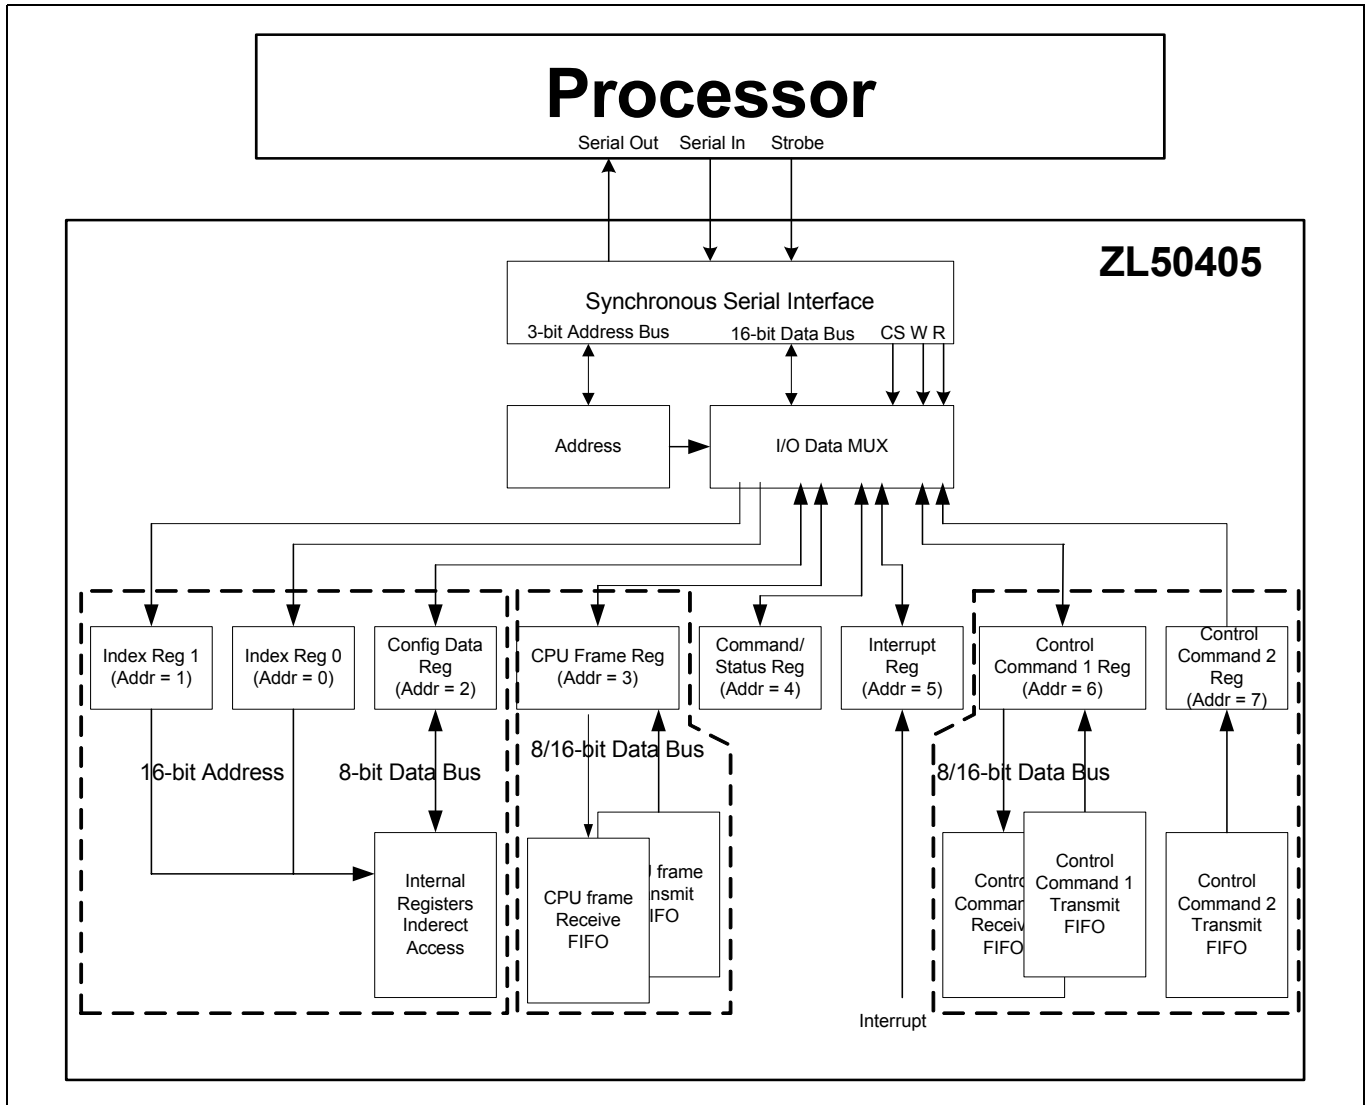 Processor
Serial Out Serial In Strobe
ZL50405
Synchronous Serial Interface
3-bit Address Bus 16-bit Data Bus CS W R
Address
I/O Data MUX
Index Reg 1
(Addr = 1)
Index Reg 0
(Addr = 0)
Config Data
Reg
(Addr = 2)
CPU Frame Reg
(Addr = 3)
Command/
Status Reg
(Addr = 4)
Interrupt
Reg
(Addr = 5)
Control
Command 1 Reg
(Addr = 6)
Control
Command 2
Reg
(Addr = 7)
16-bit Address
8-bit Data Bus
8/16-bit Data Bus
8/16-bit Data Bus
Internal
Registers
Inderect
Access
CPU frame
Receive
FIFO
frame
Control
Command 1
Transmit
FIFO
FIFO
Control
Command 2
Transmit
FIFO
Interrupt